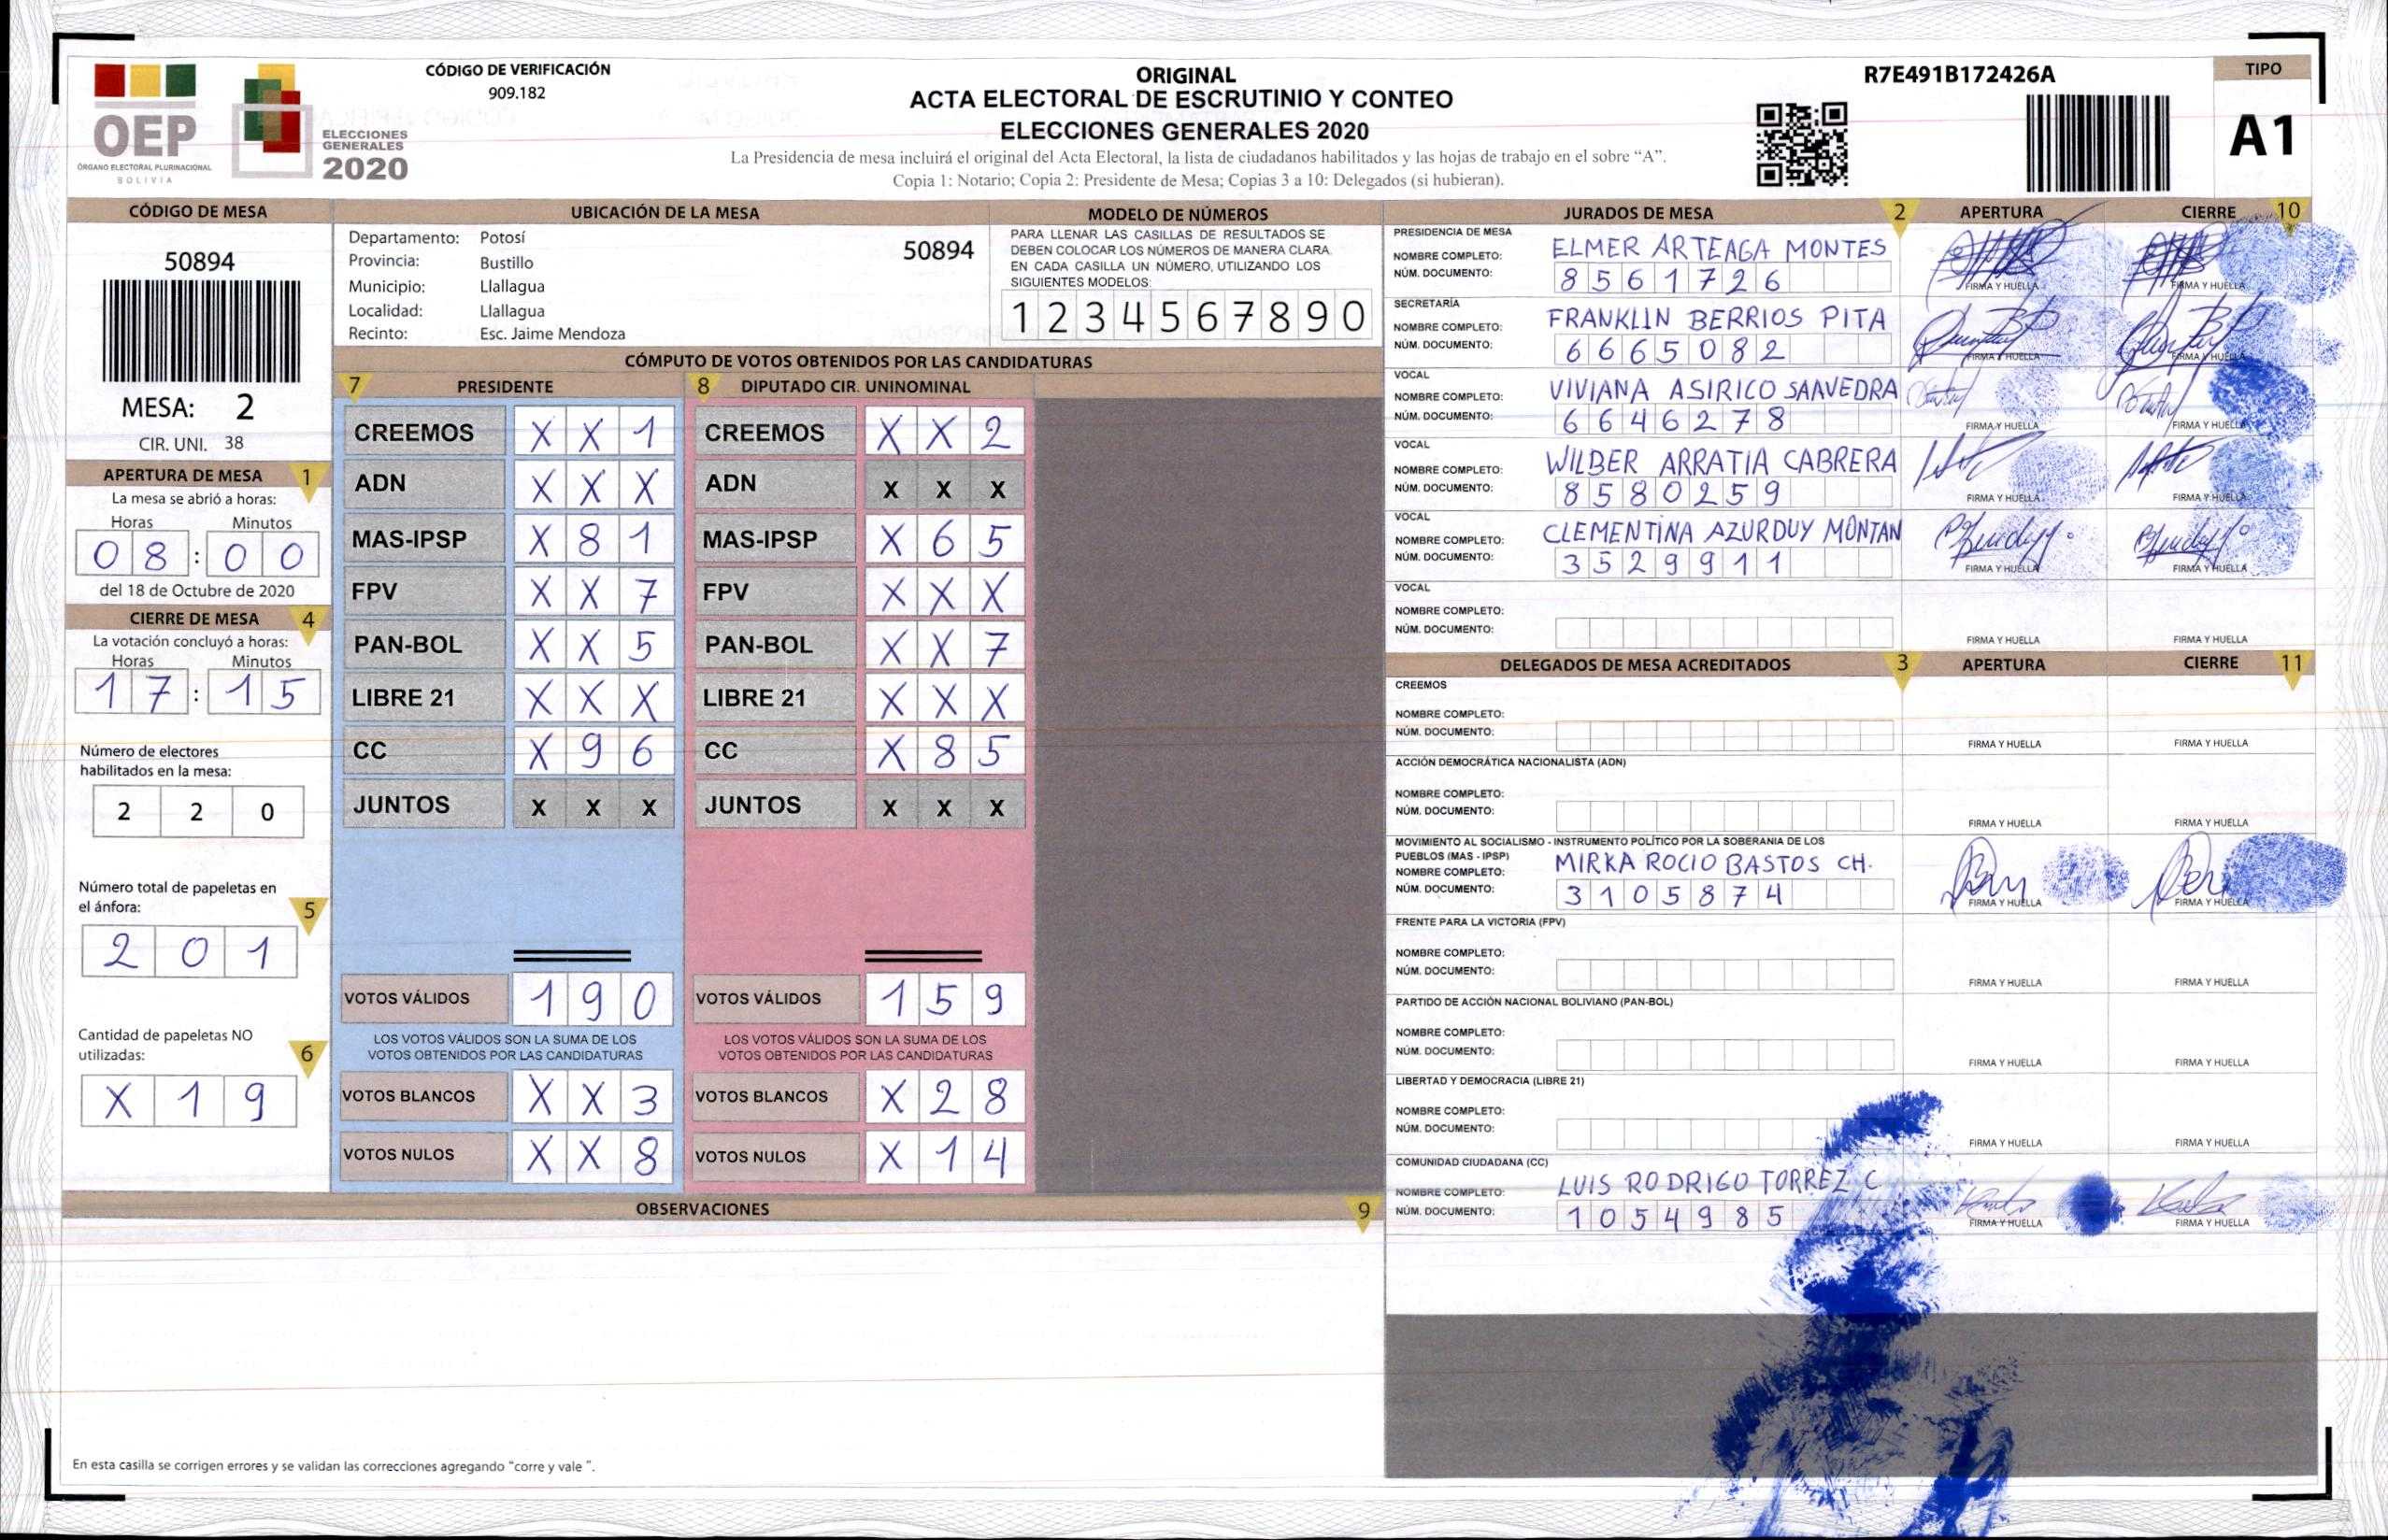 OEP
ÓRGANO ELECTORAL PLURINACIONAL
BOLIVIA
ELECCIONES
GENERALES
2020
CÓDIGO DE VERIFICACIÓN
909.182
ORIGINAL
ACTA ELECTORAL DE ESCRUTINIO Y CONTEO
ELECCIONES GENERALES 2020
La Presidencia de mesa incluirá el original del Acta Electoral, la lista de ciudadanos habilitados y las hojas de trabajo en el sobre “A”.
Copia 1: Notario; Copia 2: Presidente de Mesa; Copias 3 a 10: Delegados (si hubieran).
R7E491B172426A
TIPO
A1
CÓDIGO DE MESA
50894
MESA: 2
CIR. UNI. 38
APERTURA DE MESA 1
La mesa se abrió a horas:
Horas Minutos
08 : 00
del 18 de Octubre de 2020
CIERRE DE MESA 4
La votación concluyó a horas:
Horas Minutos
17 : 15
Número de electores
habilitados en la mesa:
2 2 0
Número total de papeletas en
el ánfora: 5
2 0 1
Cantidad de papeletas NO
utilizadas: 6
X 1 9
UBICACIÓN DE LA MESA
Departamento: Potosí 50894
Provincia: Bustillo
Municipio: Llallagua
Localidad: Llallagua
Recinto: Esc. Jaime Mendoza
MODELO DE NÚMEROS
PARA LLENAR LAS CASILLAS DE RESULTADOS SE
DEBEN COLOCAR LOS NÚMEROS DE MANERA CLARA.
EN CADA CASILLA UN NÚMERO, UTILIZANDO LOS
SIGUIENTES MODELOS:
1 2 3 4 5 6 7 8 9 0
CÓMPUTO DE VOTOS OBTENIDOS POR LAS CANDIDATURAS
7 PRESIDENTE 8 DIPUTADO CIR. UNINOMINAL
CREEMOS X X 1 CREEMOS X X 2
ADN X X X ADN X X X
MAS-IPSP X 8 1 MAS-IPSP X 6 5
FPV X X 7 FPV X X X
PAN-BOL X X 5 PAN-BOL X X 7
LIBRE 21 X X X LIBRE 21 X X X
CC X 9 6 CC X 8 5
JUNTOS X X X JUNTOS X X X
VOTOS VÁLIDOS 1 9 0 VOTOS VÁLIDOS 1 5 9
LOS VOTOS VÁLIDOS SON LA SUMA DE LOS LOS VOTOS VÁLIDOS SON LA SUMA DE LOS
VOTOS OBTENIDOS POR LAS CANDIDATURAS VOTOS OBTENIDOS POR LAS CANDIDATURAS
VOTOS BLANCOS X X 3 VOTOS BLANCOS X 2 8
VOTOS NULOS X X 8 VOTOS NULOS X 1 4
OBSERVACIONES 9
En esta casilla se corrigen errores y se validan las correcciones agregando “corre y vale ”.
JURADOS DE MESA 2 APERTURA CIERRE 10
PRESIDENCIA DE MESA
NOMBRE COMPLETO: ELMER ARTEAGA MONTES
NÚM. DOCUMENTO: 8561726
FIRMA Y HUELLA FIRMA Y HUELLA
SECRETARÍA
NOMBRE COMPLETO: FRANKLIN BERRIOS PITA
NÚM. DOCUMENTO: 6665082
FIRMA Y HUELLA FIRMA Y HUELLA
VOCAL
NOMBRE COMPLETO: VIVIANA ASIRICO SAAVEDRA
NÚM. DOCUMENTO: 6646278
FIRMA Y HUELLA FIRMA Y HUELLA
VOCAL
NOMBRE COMPLETO: WILBER ARRATIA CABRERA
NÚM. DOCUMENTO: 8580259
FIRMA Y HUELLA FIRMA Y HUELLA
VOCAL
NOMBRE COMPLETO: CLEMENTINA AZURDUY MONTAN
NÚM. DOCUMENTO: 3529911
FIRMA Y HUELLA FIRMA Y HUELLA
VOCAL
NOMBRE COMPLETO:
NÚM. DOCUMENTO:
FIRMA Y HUELLA FIRMA Y HUELLA
DELEGADOS DE MESA ACREDITADOS 3 APERTURA CIERRE 11
CREEMOS
NOMBRE COMPLETO:
NÚM. DOCUMENTO:
FIRMA Y HUELLA FIRMA Y HUELLA
ACCIÓN DEMOCRÁTICA NACIONALISTA (ADN)
NOMBRE COMPLETO:
NÚM. DOCUMENTO:
FIRMA Y HUELLA FIRMA Y HUELLA
MOVIMIENTO AL SOCIALISMO - INSTRUMENTO POLÍTICO POR LA SOBERANIA DE LOS
PUEBLOS (MAS - IPSP)
NOMBRE COMPLETO: MIRKA ROCIO BASTOS CH.
NÚM. DOCUMENTO: 3105874
FIRMA Y HUELLA FIRMA Y HUELLA
FRENTE PARA LA VICTORIA (FPV)
NOMBRE COMPLETO:
NÚM. DOCUMENTO:
FIRMA Y HUELLA FIRMA Y HUELLA
PARTIDO DE ACCIÓN NACIONAL BOLIVIANO (PAN-BOL)
NOMBRE COMPLETO:
NÚM. DOCUMENTO:
FIRMA Y HUELLA FIRMA Y HUELLA
LIBERTAD Y DEMOCRACIA (LIBRE 21)
NOMBRE COMPLETO:
NÚM. DOCUMENTO:
FIRMA Y HUELLA FIRMA Y HUELLA
COMUNIDAD CIUDADANA (CC)
NOMBRE COMPLETO: LUIS RODRIGO TORREZ C
NÚM. DOCUMENTO: 1054985
FIRMA Y HUELLA FIRMA Y HUELLA